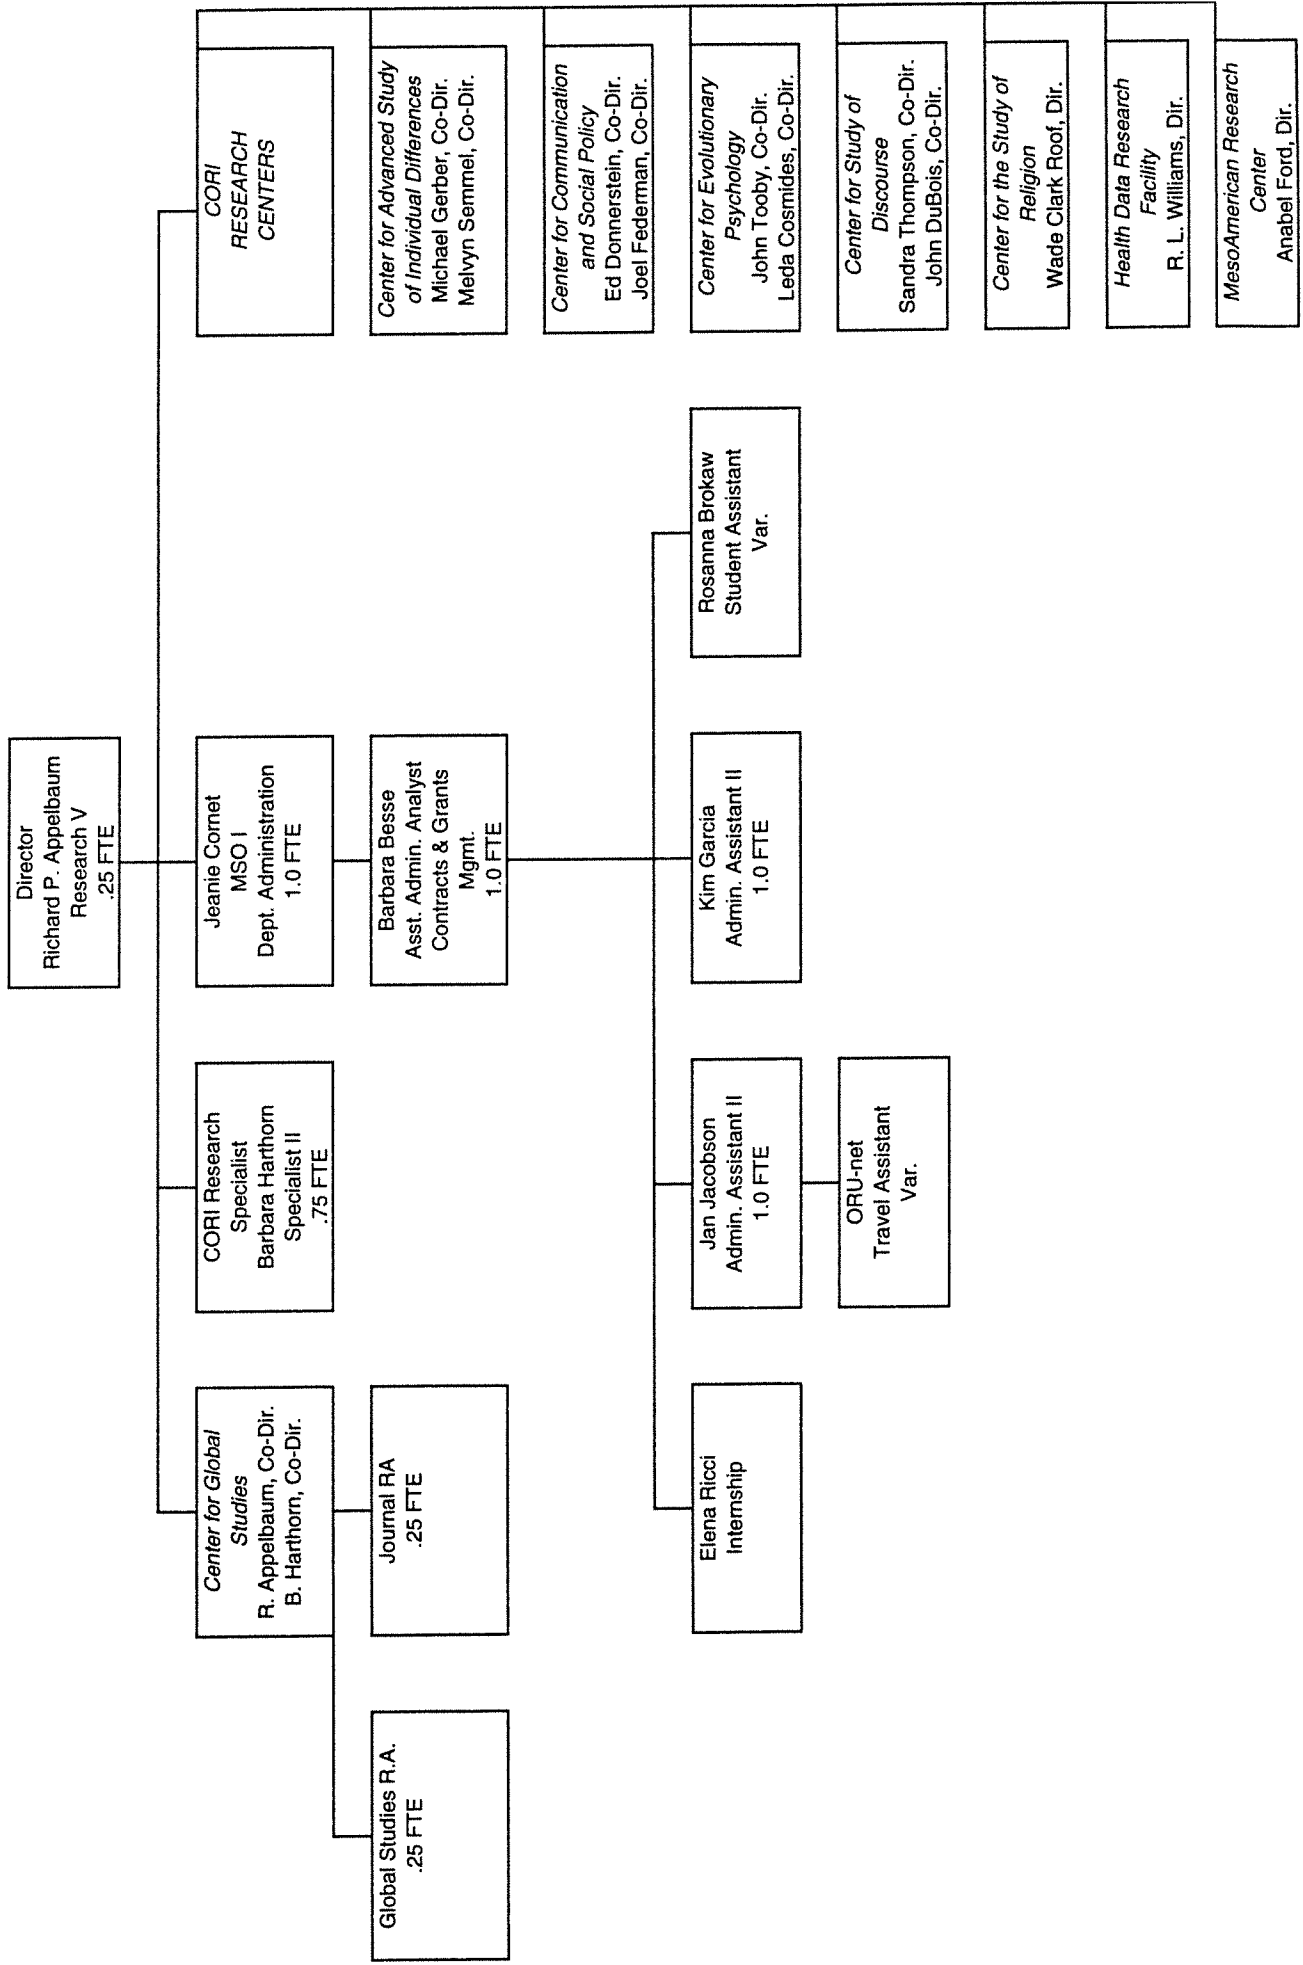 Director
Richard P. Appelbaum
Research V
.25 FTE
Center for Global
Studies
R. Appelbaum, Co-Dir.
B. Harthorn, Co-Dir.
CORI Research
Specialist
Barbara Harthorn
Specialist II
.75 FTE
Jeanie Cornet
MSO I
Dept. Administration
1.0 FTE
CORI
RESEARCH
CENTERS
Global Studies R.A.
.25 FTE
Journal RA
.25 FTE
Barbara Besse
Asst. Admin. Analyst
Contracts & Grants
Mgmt.
1.0 FTE
Elena Ricci
Internship
Jan Jacobson
Admin. Assistant II
1.0 FTE
Kim Garcia
Admin. Assistant II
1.0 FTE
Rosanna Brokaw
Student Assistant
Var.
ORU-net
Travel Assistant
Var.
Center for Advanced Study
of Individual Differences
Michael Gerber, Co-Dir.
Melvyn Semmel, Co-Dir.
Center for Communication
and Social Policy
Ed Donnerstein, Co-Dir.
Joel Federman, Co-Dir.
Center for Evolutionary
Psychology
John Tooby, Co-Dir.
Leda Cosmides, Co-Dir.
Center for Study of
Discourse
Sandra Thompson, Co-Dir.
John DuBois, Co-Dir.
Center for the Study of
Religion
Wade Clark Roof, Dir.
Health Data Research
Facility
R. L. Williams, Dir.
MesoAmerican Research
Center
Anabel Ford, Dir.